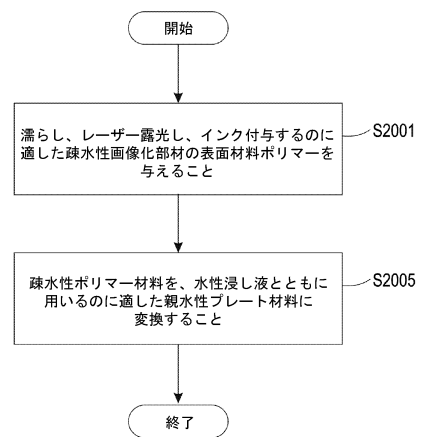 開始
濡らし、レーザー露光し、インク付与するのに
適した疎水性画像化部材の表面材料ポリマーを
与えること
S2001
疎水性ポリマー材料を、水性浸し液とともに
用いるのに適した親水性プレート材料に
変換すること
S2005
終了